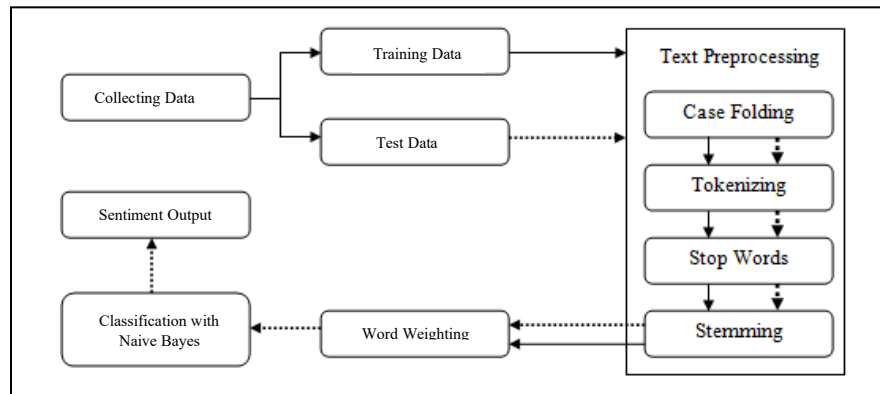 Training Data
Text Preprocessing
Collecting Data
Case Folding
Test Data
Tokenizing
Sentiment Output
Stop Words
Classification with
Naive Bayes
Word Weighting
Stemming